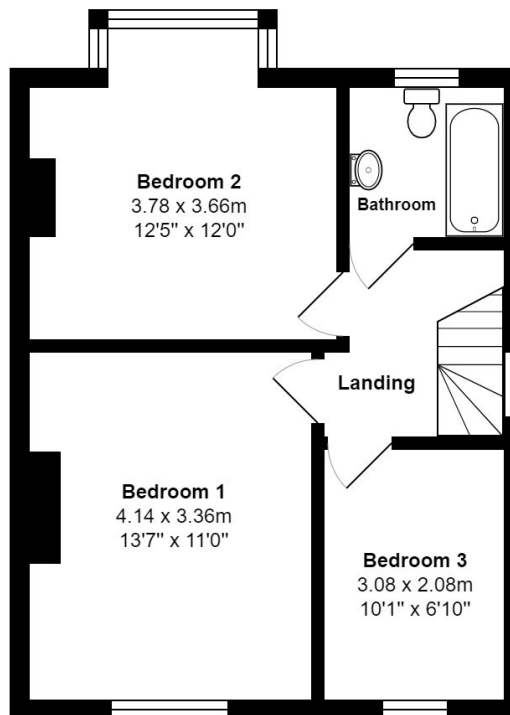 Bedroom 2
3.78 x 3.66m
12'5" x 12'0"
Bathroom
Landing
Bedroom 1
4.14 x 3.36m
13'7" x 11'0"
Bedroom 3
3.08 x 2.08m
10'1" x 6'10"